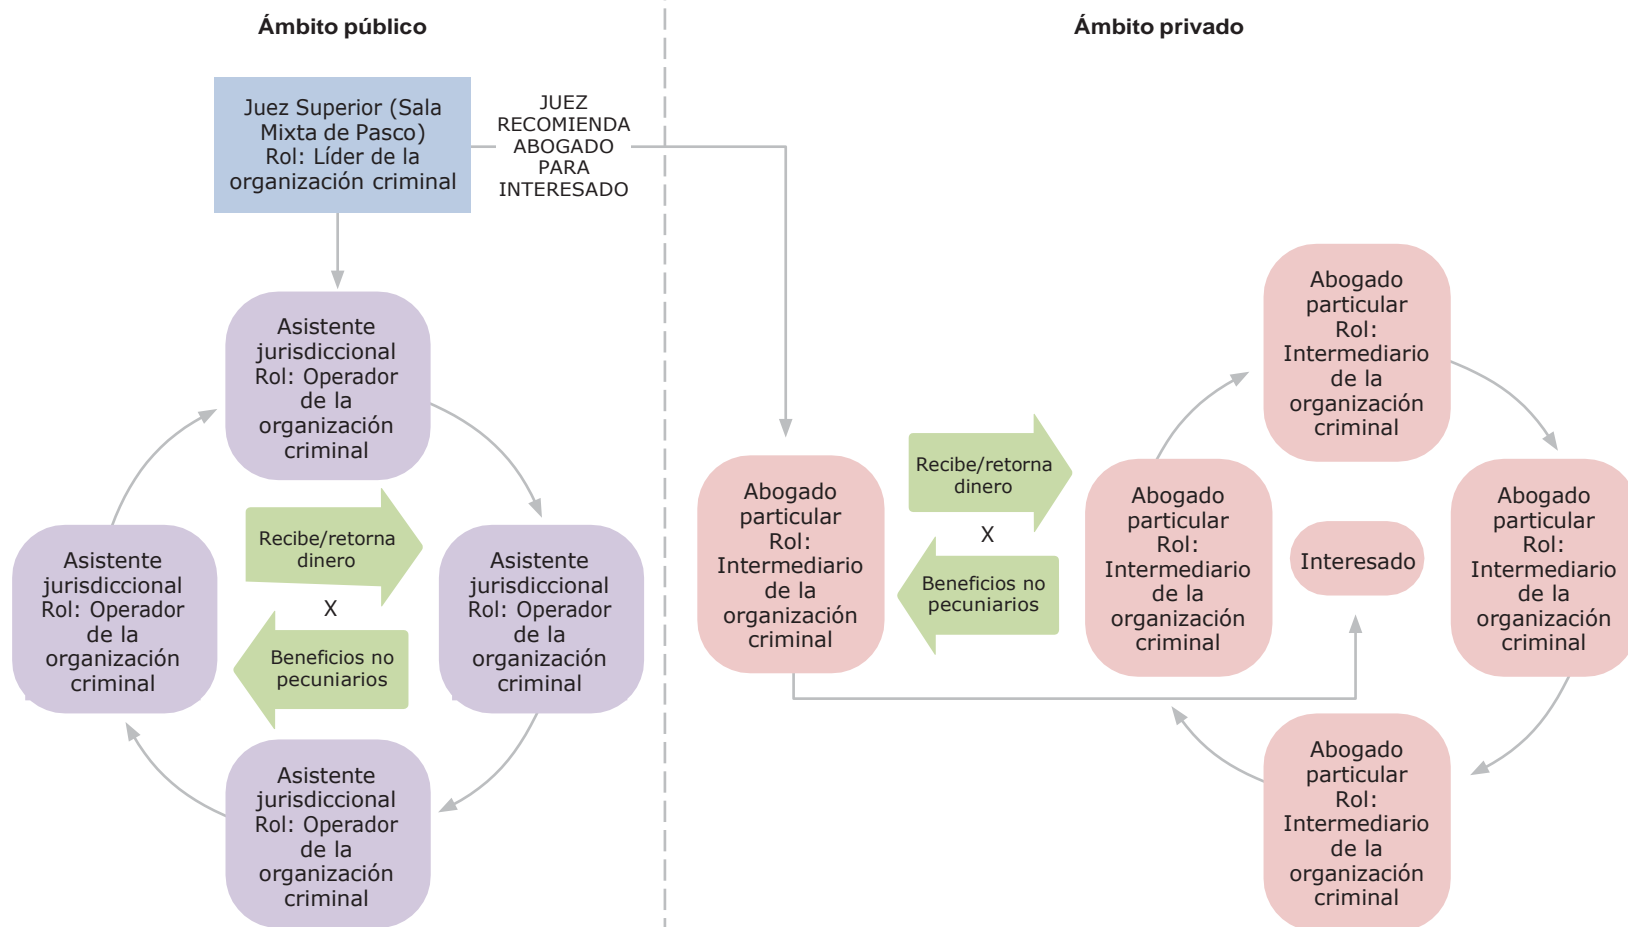 Ámbito público
Ámbito privado
Juez Superior (Sala
Mixta de Pasco)
Rol: Líder de la
organización criminal
JUEZ
RECOMIENDA
ABOGADO
PARA
INTERESADO
Asistente
jurisdiccional
Rol: Operador
de la
organización
criminal
Asistente
jurisdiccional
Rol: Operador
de la
organización
criminal
Recibe/retorna
dinero
X
Beneficios no
pecuniarios
Asistente
jurisdiccional
Rol: Operador
de la
organización
criminal
Asistente
jurisdiccional
Rol: Operador
de la
organización
criminal
Abogado
particular
Rol:
Intermediario
de la
organización
criminal
Recibe/retorna
dinero
X
Beneficios no
pecuniarios
Abogado
particular
Rol:
Intermediario
de la
organización
criminal
Abogado
particular
Rol:
Intermediario
de la
organización
criminal
Interesado
Abogado
particular
Rol:
Intermediario
de la
organización
criminal
Abogado
particular
Rol:
Intermediario
de la
organización
criminal